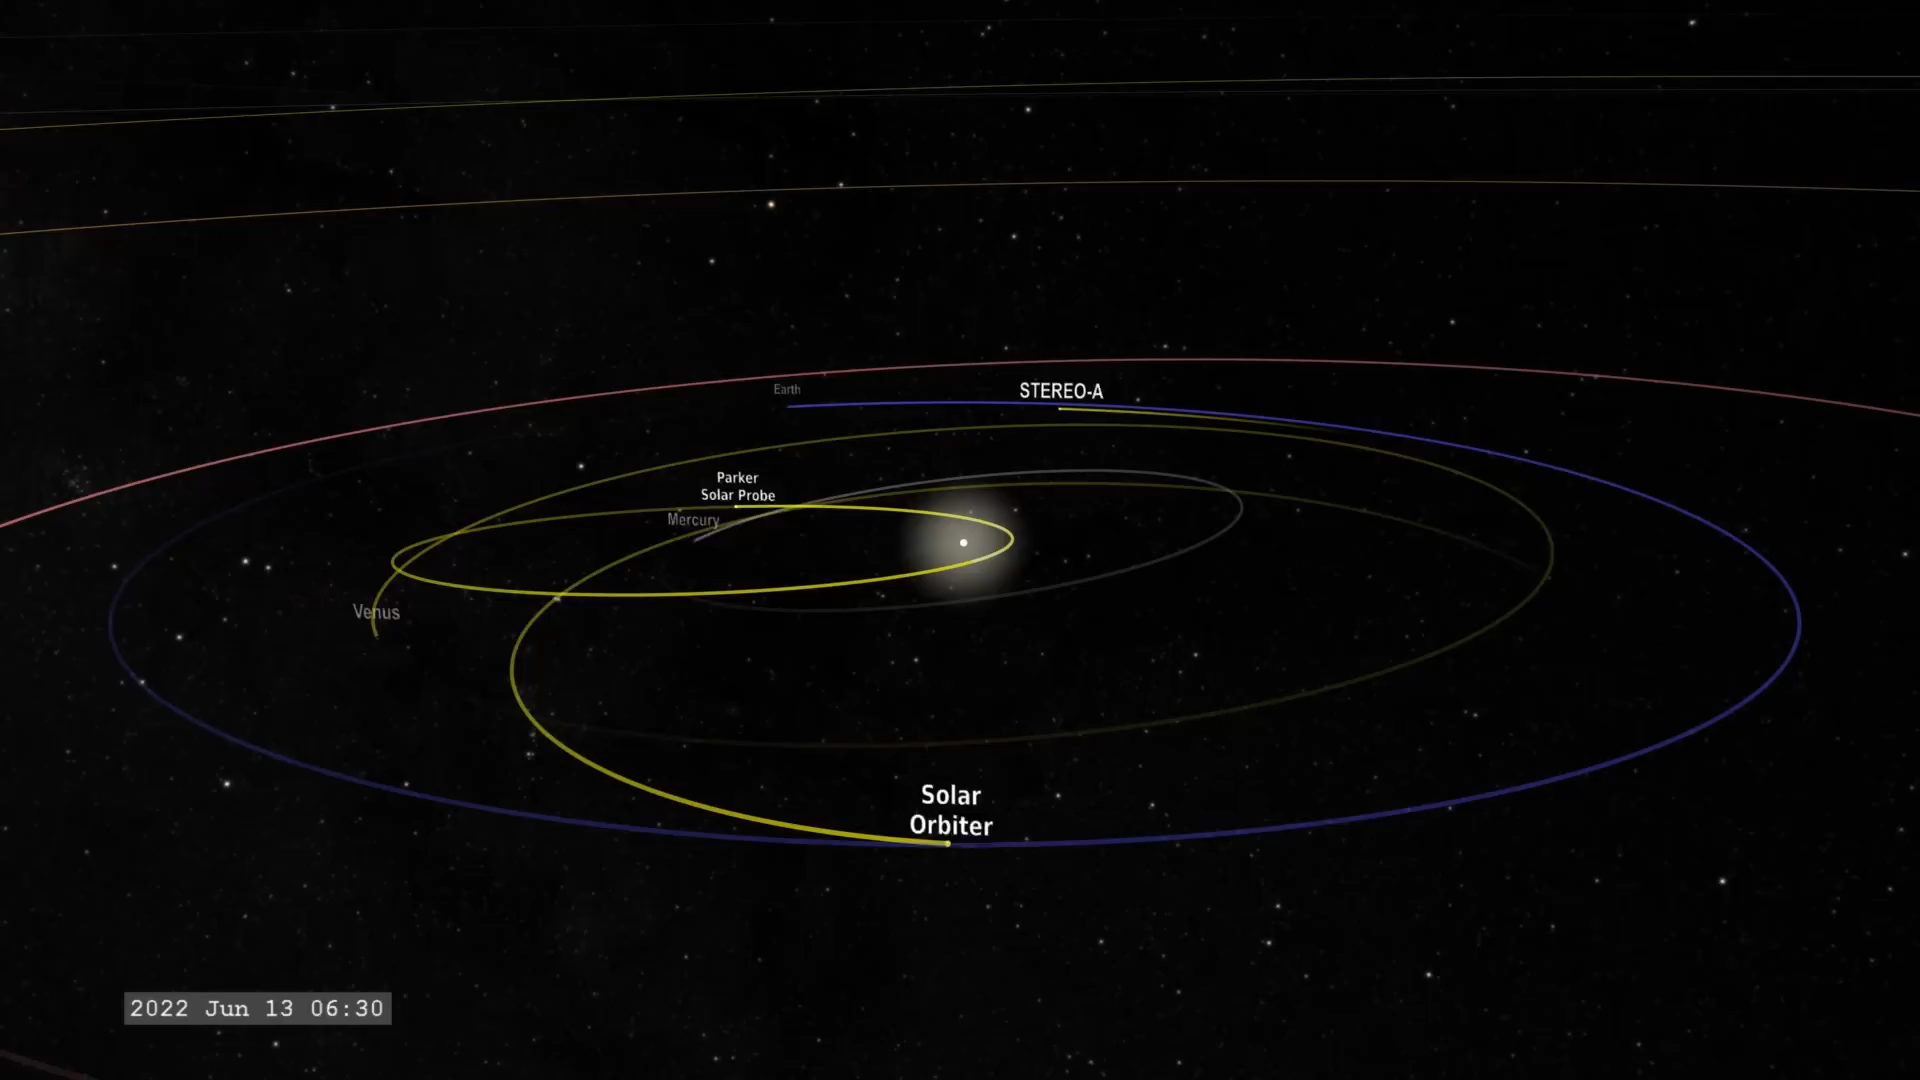 Earth
STEREO-A
Parker
Solar Probe
Mercury
Venus
Solar
Orbiter
2022 Jun 13 06:30